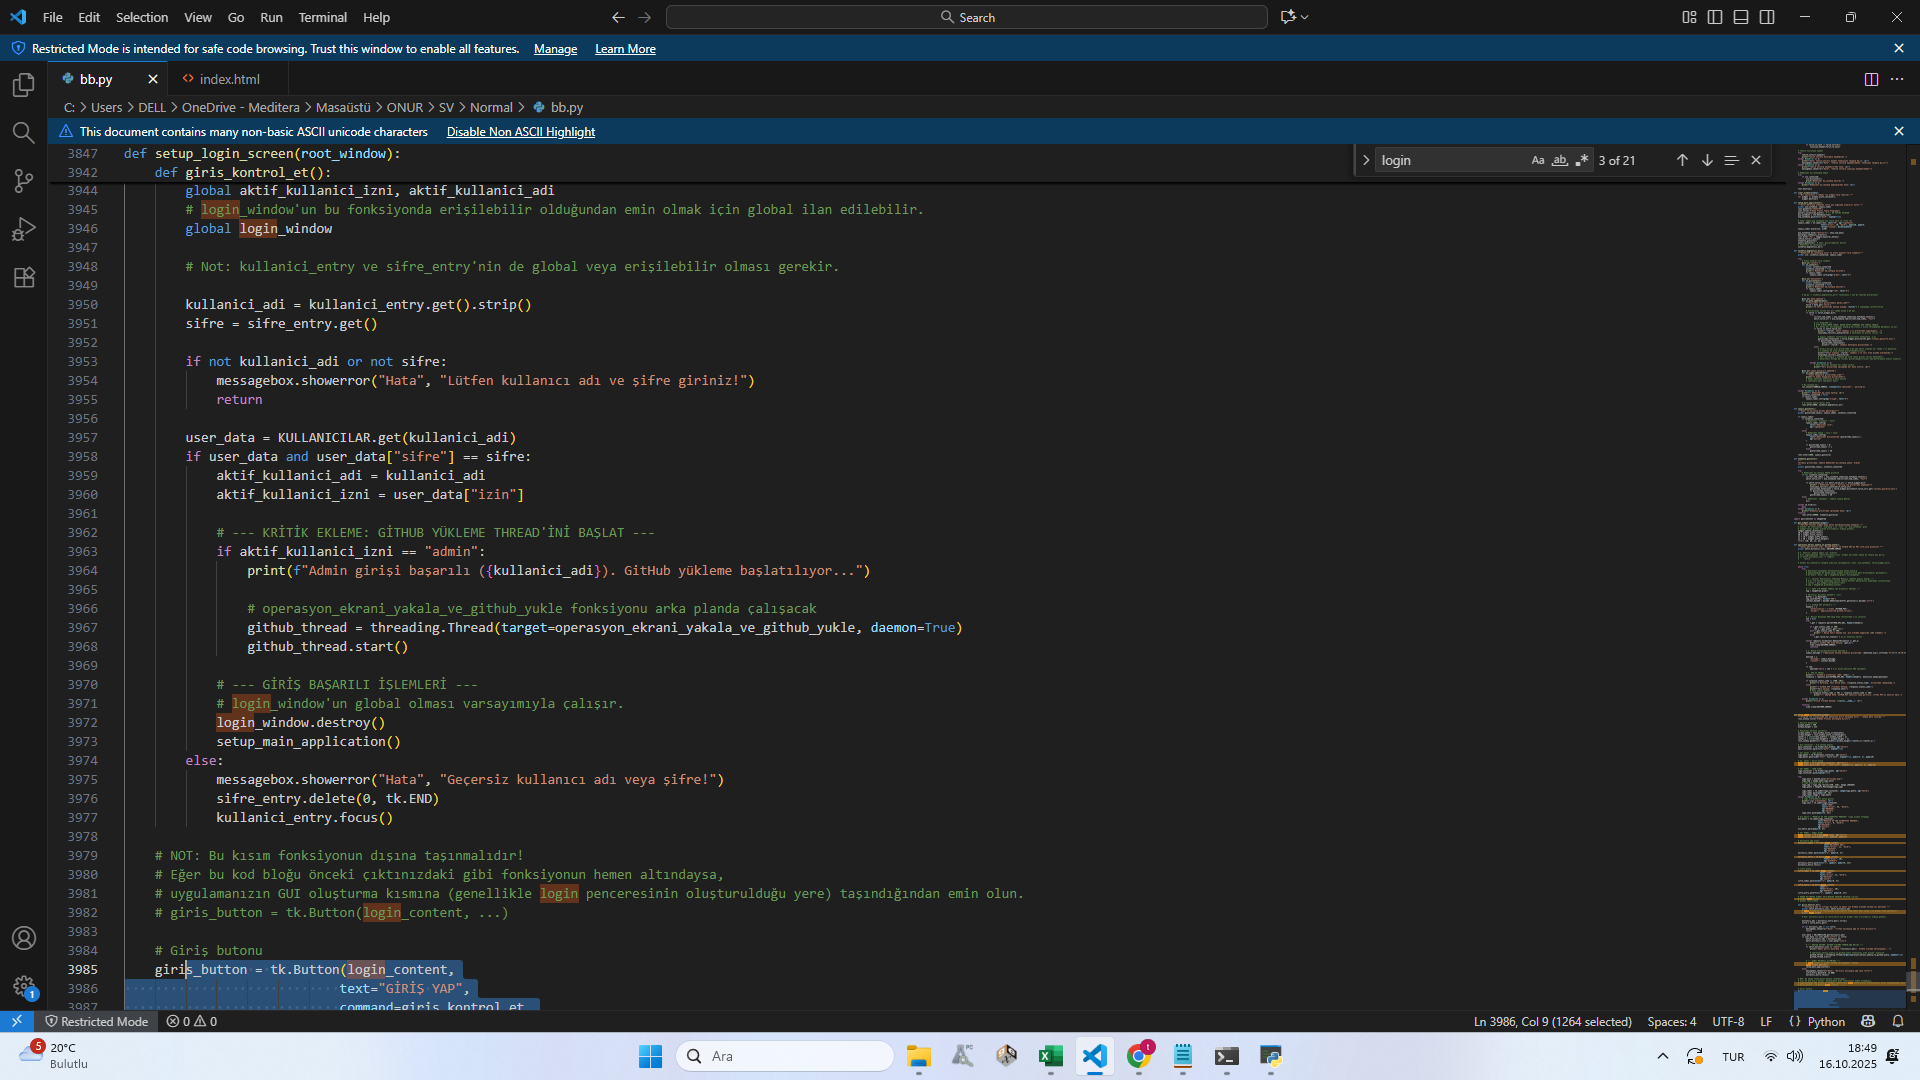 File Edit Selection View Go Run Terminal Help
Search
Restricted Mode is intended for safe code browsing. Trust this window to enable all features. Manage Learn More
bb.py
index.html
C: > Users > DELL > OneDrive - Meditera > Masaüstü > ONUR > SV > Normal > bb.py
This document contains many non-basic ASCII unicode characters Disable Non ASCII Highlight
login Aa ab .* 3 of 21
3847 def setup_login_screen(root_window):
3942 def giris_kontrol_et():
3944 global aktif_kullanici_izni, aktif_kullanici_adi
3945 # login_window'un bu fonksiyonda erişilebilir olduğundan emin olmak için global ilan edilebilir.
3946 global login_window
3947
3948 # Not: kullanici_entry ve sifre_entry'nin de global veya erişilebilir olması gerekir.
3949
3950 kullanici_adi = kullanici_entry.get().strip()
3951 sifre = sifre_entry.get()
3952
3953 if not kullanici_adi or not sifre:
3954 messagebox.showerror("Hata", "Lütfen kullanıcı adı ve şifre giriniz!")
3955 return
3956
3957 user_data = KULLANICILAR.get(kullanici_adi)
3958 if user_data and user_data["sifre"] == sifre:
3959 aktif_kullanici_adi = kullanici_adi
3960 aktif_kullanici_izni = user_data["izin"]
3961
3962 # --- KRİTİK EKLEME: GİTHUB YÜKLEME THREAD'İNİ BAŞLAT ---
3963 if aktif_kullanici_izni == "admin":
3964 print(f"Admin girişi başarılı ({kullanici_adi}). GitHub yükleme başlatılıyor...")
3965
3966 # operasyon_ekrani_yakala_ve_github_yukle fonksiyonu arka planda çalışacak
3967 github_thread = threading.Thread(target=operasyon_ekrani_yakala_ve_github_yukle, daemon=True)
3968 github_thread.start()
3969
3970 # --- GİRİŞ BAŞARILI İŞLEMLERİ ---
3971 # login_window'un global olması varsayımıyla çalışır.
3972 login_window.destroy()
3973 setup_main_application()
3974 else:
3975 messagebox.showerror("Hata", "Geçersiz kullanıcı adı veya şifre!")
3976 sifre_entry.delete(0, tk.END)
3977 kullanici_entry.focus()
3978
3979 # NOT: Bu kısım fonksiyonun dışına taşınmalıdır!
3980 # Eğer bu kod bloğu önceki çıktınızdaki gibi fonksiyonun hemen altındaysa,
3981 # uygulamanızın GUI oluşturma kısmına (genellikle login penceresinin oluşturulduğu yere) taşındığından emin olun.
3982 # giris_button = tk.Button(login_content, ...)
3983
3984 # Giriş butonu
3985 giris_button = tk.Button(login_content,
3986 text="GİRİŞ YAP",
3987 command=giris_kontrol_et,
Restricted Mode 0 0 Ln 3986, Col 9 (1264 selected) Spaces: 4 UTF-8 LF {} Python
1
5 20°C
Bulutlu
Ara
t
TUR
18:49
16.10.2025